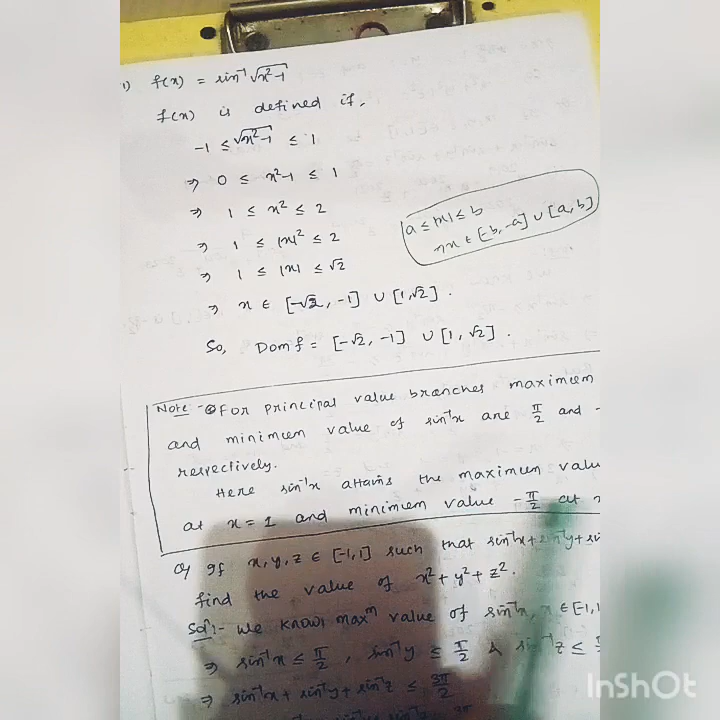 1) f(x) = sin⁻¹ √x²-1
f(x) is defined if,
-1 ≤ √x²-1 ≤ 1
⇒ 0 ≤ x²-1 ≤ 1
⇒ 1 ≤ x² ≤ 2
⇒ 1 ≤ |x|² ≤ 2
⇒ 1 ≤ |x| ≤ √2
a ≤ |x| ≤ b
⇒ x ∈ [-b, -a] ∪ [a, b]
⇒ x ∈ [-√2, -1] ∪ [1, √2].
So, Dom f = [-√2, -1] ∪ [1, √2].
Note :- For principal value branches maximum
and minimum value of sin⁻¹x are π/2 and -
respectively.
Here sin⁻¹x attains the maximum valu
at x = 1 and minimum value -π/2 at
Q If x, y, z ∈ [-1, 1] such that sin⁻¹x + sin⁻¹y + si
find the value of x² + y² + z².
Solⁿ:- We know maxᵐ value of sin⁻¹x, x ∈ [-1, 1
⇒ sin⁻¹x ≤ π/2, sin⁻¹y ≤ π/2 & sin⁻¹z ≤
⇒ sin⁻¹x + sin⁻¹y + sin⁻¹z ≤ 3π/2
InShOt